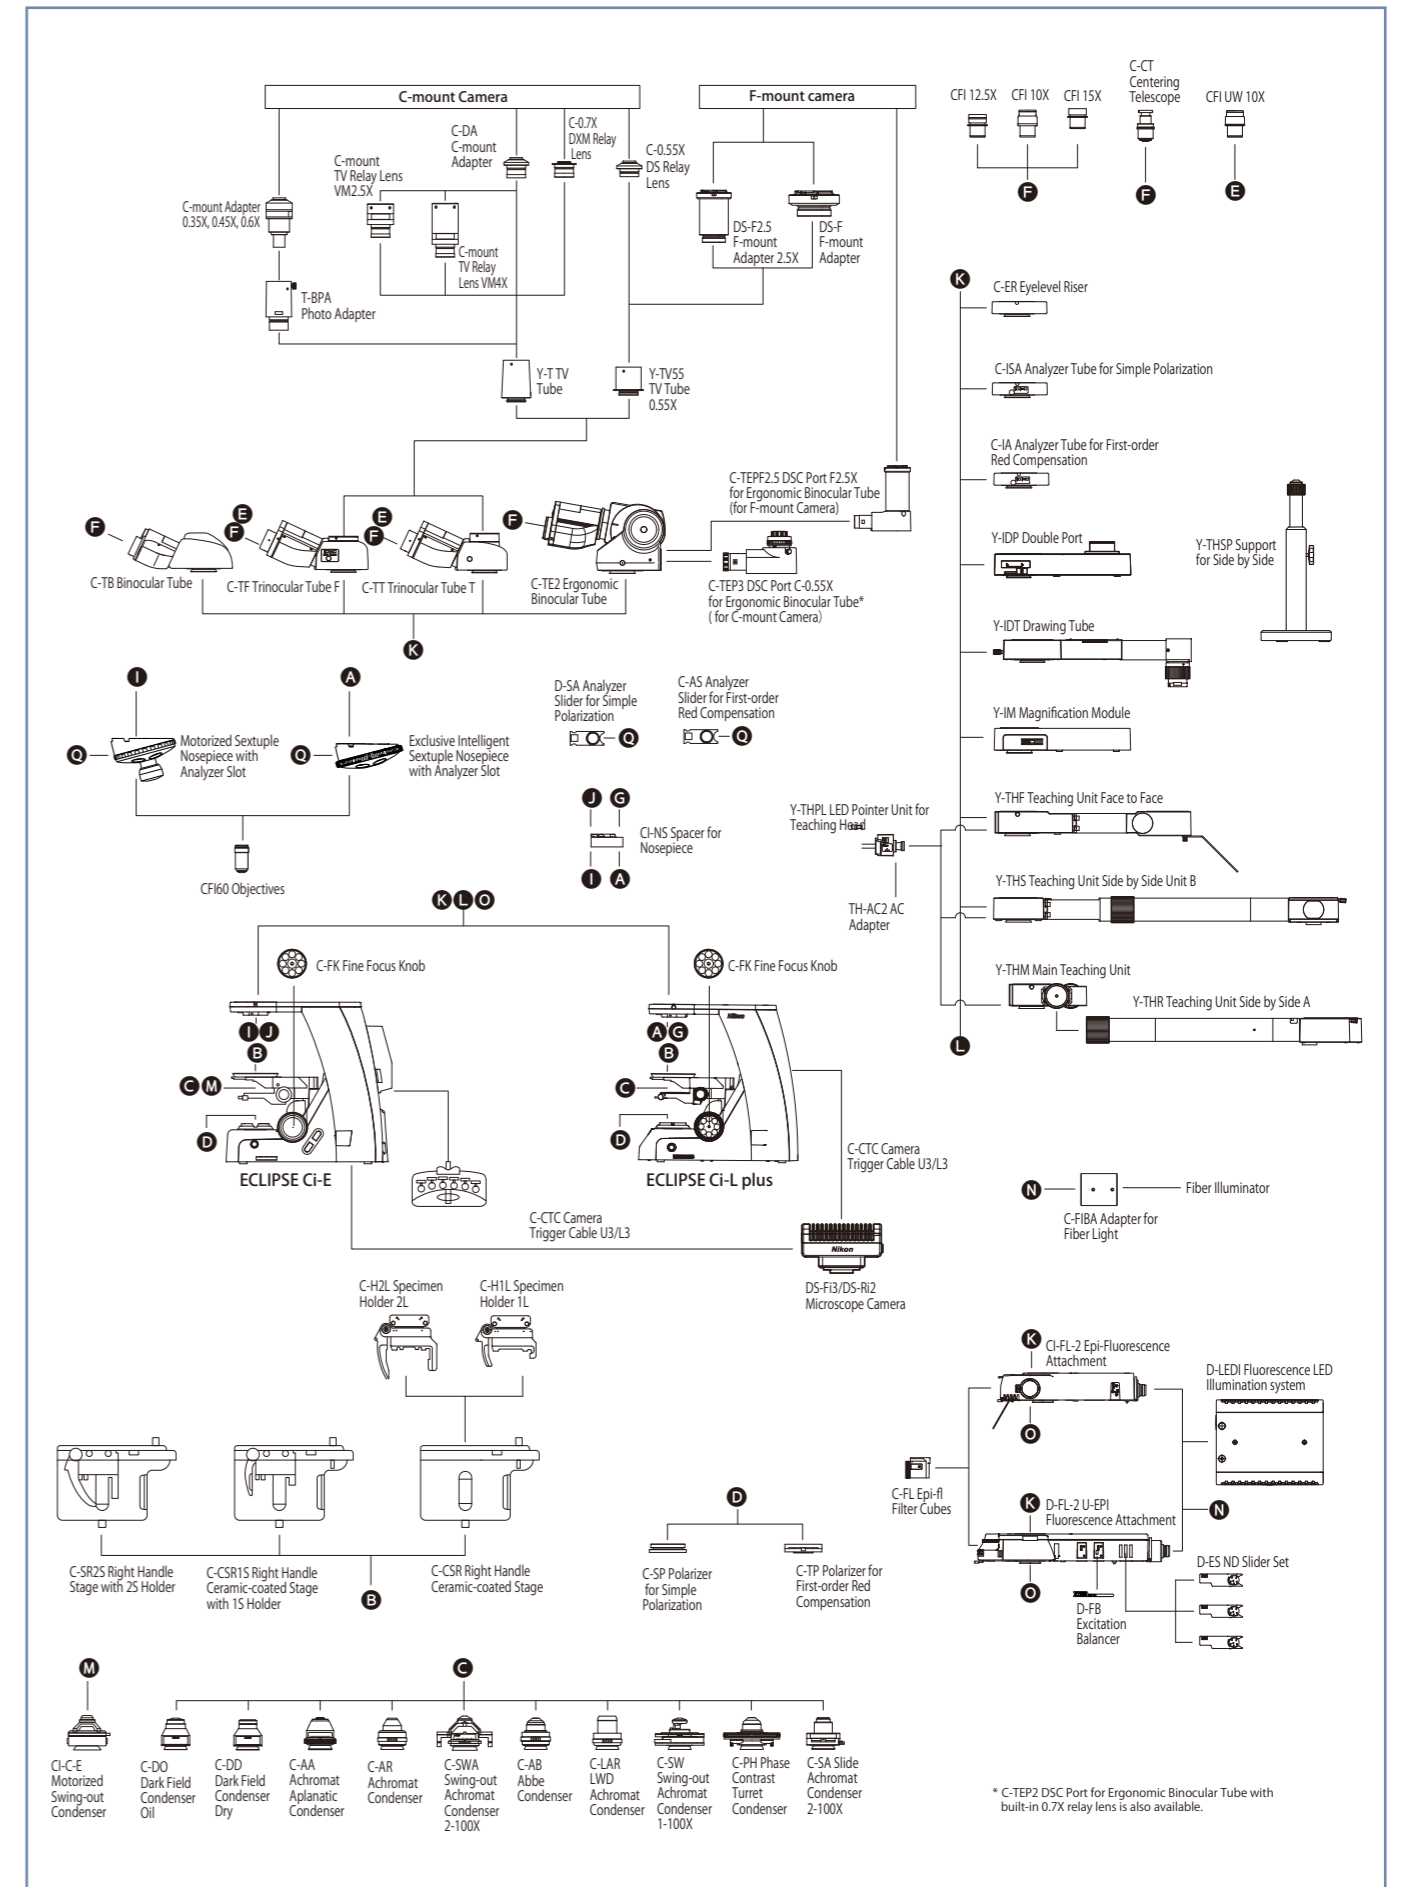 C-mount Camera
F-mount camera
C-CT
Centering
Telescope
CFI 12.5X
CFI 10X
CFI 15X
CFI UW 10X
F
F
E
C-DA
C-mount
Adapter
C-0.7X
DXM Relay
Lens
C-0.55X
DS Relay
Lens
C-mount
TV Relay Lens
VM2.5X
C-mount Adapter
0.35X, 0.45X, 0.6X
C-mount
TV Relay
Lens VM4X
DS-F2.5
F-mount
Adapter 2.5X
DS-F
F-mount
Adapter
T-BPA
Photo Adapter
Y-T TV
Tube
Y-TV55
TV Tube
0.55X
K
C-ER Eyelevel Riser
C-ISA Analyzer Tube for Simple Polarization
C-IA Analyzer Tube for First-order
Red Compensation
Y-IDP Double Port
Y-THSP Support
for Side by Side
Y-IDT Drawing Tube
Y-IM Magnification Module
Y-THPL LED Pointer Unit for
Teaching Head
TH-AC2 AC
Adapter
Y-THF Teaching Unit Face to Face
Y-THS Teaching Unit Side by Side Unit B
Y-THM Main Teaching Unit
Y-THR Teaching Unit Side by Side A
L
C-TEPF2.5 DSC Port F2.5X
for Ergonomic Binocular Tube
(for F-mount Camera)
F
E
F
E
F
F
C-TB Binocular Tube
C-TF Trinocular Tube F
C-TT Trinocular Tube T
C-TE2 Ergonomic
Binocular Tube
C-TEP3 DSC Port C-0.55X
for Ergonomic Binocular Tube*
( for C-mount Camera)
K
I
A
Q
Motorized Sextuple
Nosepiece with
Analyzer Slot
Q
Exclusive Intelligent
Sextuple Nosepiece
with Analyzer Slot
D-SA Analyzer
Slider for Simple
Polarization
Q
C-AS Analyzer
Slider for First-order
Red Compensation
Q
CFI60 Objectives
J G
CI-NS Spacer for
Nosepiece
I A
K L O
C-FK Fine Focus Knob
C-FK Fine Focus Knob
Nikon
I J
B
C M
D
ECLIPSE Ci-E
A G
B
C
D
ECLIPSE Ci-L plus
C-CTC Camera
Trigger Cable U3/L3
C-CTC Camera
Trigger Cable U3/L3
Nikon
DS-Fi3/DS-Ri2
Microscope Camera
N
Fiber Illuminator
C-FIBA Adapter for
Fiber Light
C-H2L Specimen
Holder 2L
C-H1L Specimen
Holder 1L
C-SR2S Right Handle
Stage with 2S Holder
C-CSR1S Right Handle
Ceramic-coated Stage
with 1S Holder
C-CSR Right Handle
Ceramic-coated Stage
B
D
C-SP Polarizer
for Simple
Polarization
C-TP Polarizer for
First-order Red
Compensation
K
CI-FL-2 Epi-Fluorescence
Attachment
O
D-LEDI Fluorescence LED
Illumination system
C-FL Epi-fl
Filter Cubes
K
D-FL-2 U-EPI
Fluorescence Attachment
N
O
D-FB
Excitation
Balancer
D-ES ND Slider Set
M
C
CI-C-E
Motorized
Swing-out
Condenser
C-DO
Dark Field
Condenser
Oil
C-DD
Dark Field
Condenser
Dry
C-AA
Achromat
Aplanatic
Condenser
C-AR
Achromat
Condenser
C-SWA
Swing-out
Achromat
Condenser
2-100X
C-AB
Abbe
Condenser
C-LAR
LWD
Achromat
Condenser
C-SW
Swing-out
Achromat
Condenser
1-100X
C-PH Phase
Contrast
Turret
Condenser
C-SA Slide
Achromat
Condenser
2-100X
* C-TEP2 DSC Port for Ergonomic Binocular Tube with
built-in 0.7X relay lens is also available.